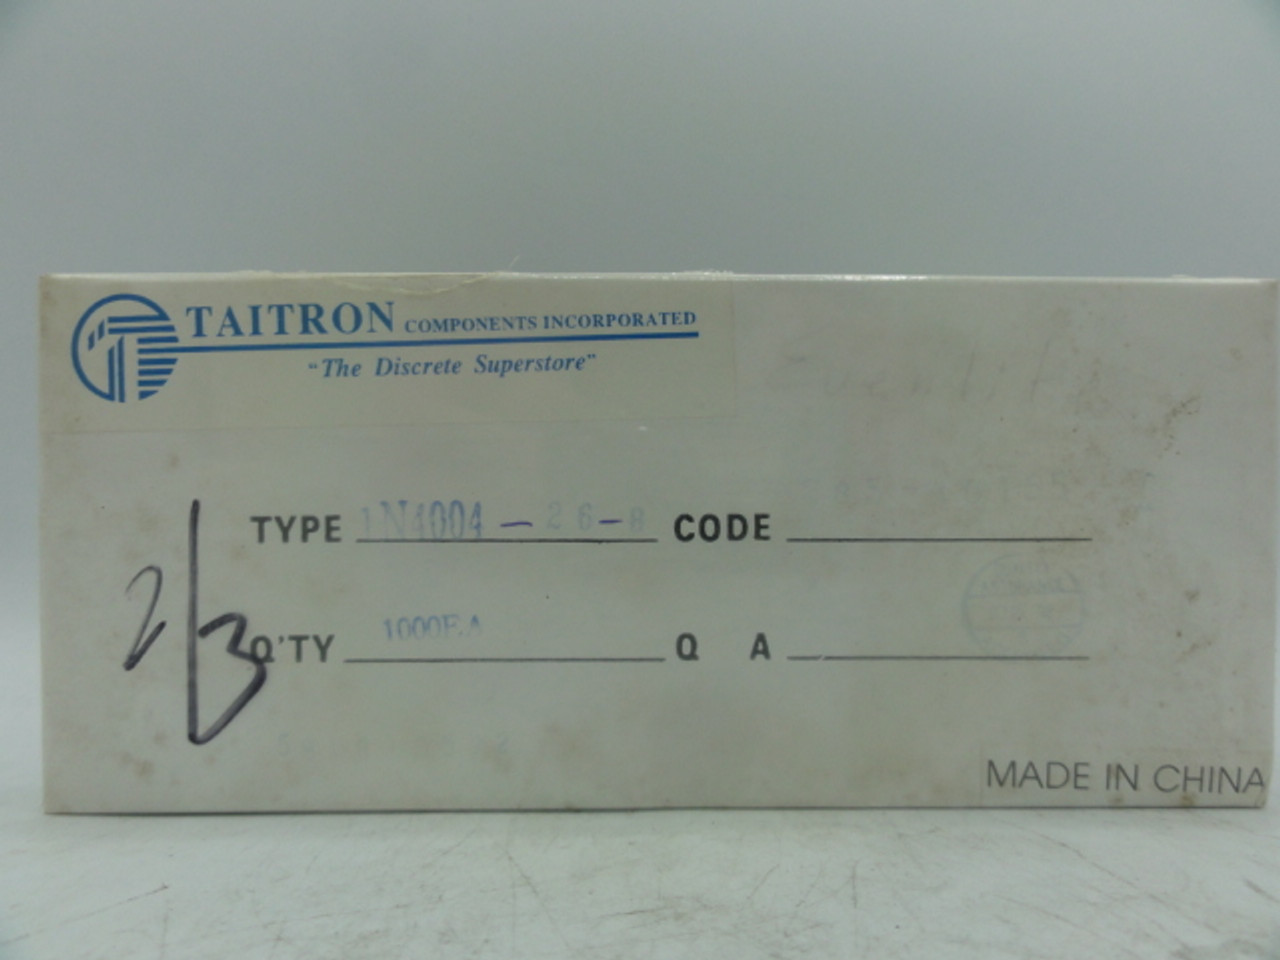 TAITRON COMPONENTS INCORPORATED
"The Discrete Superstore"
TYPE 1N4004 – 26-8 CODE
2/3
Q'TY 1000EA Q A
MADE IN CHINA